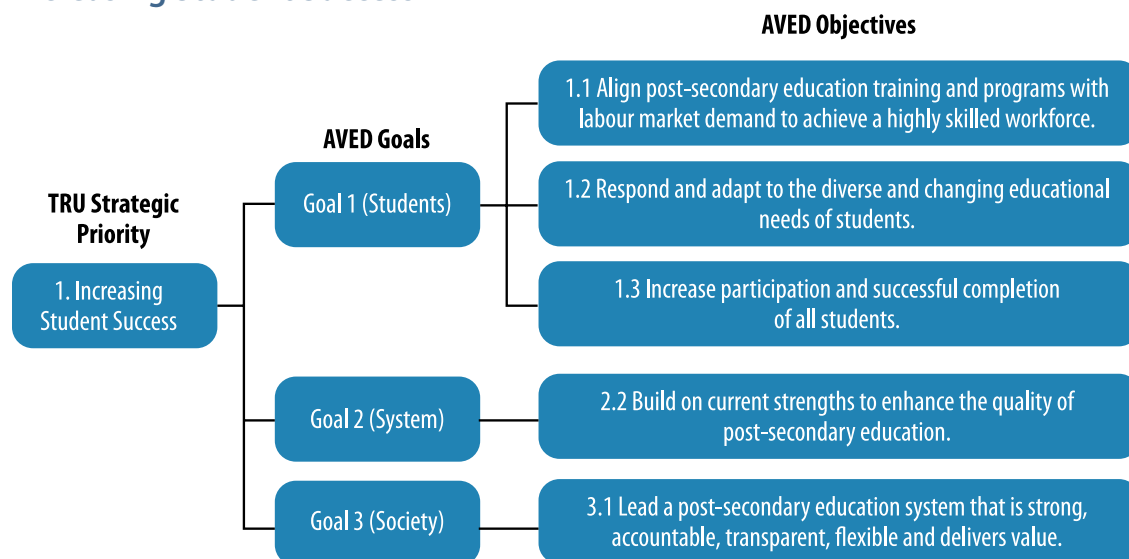 AVED Objectives
1.1 Align post-secondary education training and programs with
labour market demand to achieve a highly skilled workforce.
AVED Goals
Goal 1 (Students)
1.2 Respond and adapt to the diverse and changing educational
needs of students.
TRU Strategic
Priority
1. Increasing
Student Success
1.3 Increase participation and successful completion
of all students.
Goal 2 (System)
2.2 Build on current strengths to enhance the quality of
post-secondary education.
Goal 3 (Society)
3.1 Lead a post-secondary education system that is strong,
accountable, transparent, flexible and delivers value.